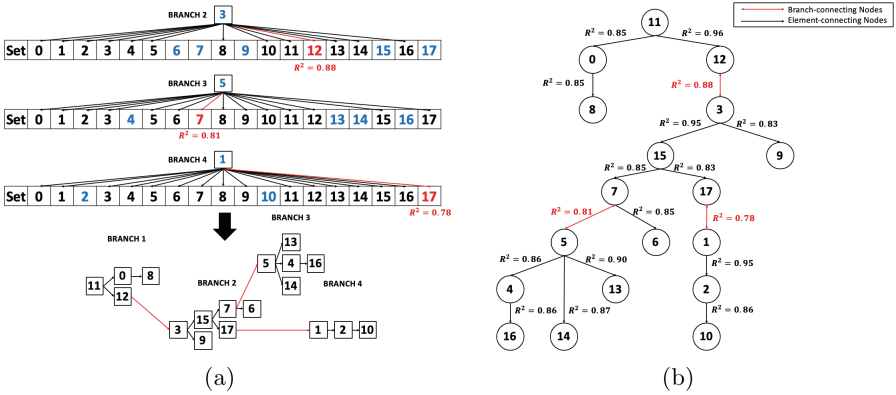 BRANCH 2 3
Set 0 1 2 3 4 5 6 7 8 9 10 11 12 13 14 15 16 17
R² = 0.88
BRANCH 3 5
Set 0 1 2 3 4 5 6 7 8 9 10 11 12 13 14 15 16 17
R² = 0.81
BRANCH 4 1
Set 0 1 2 3 4 5 6 7 8 9 10 11 12 13 14 15 16 17
R² = 0.78
BRANCH 3
BRANCH 1
13
0 8
5 4 16
11
BRANCH 2
BRANCH 4
12
14
7 6
15
3
17 1 2 10
9
(a)
Branch-connecting Nodes
Element-connecting Nodes
11
R² = 0.85 R² = 0.96
0 12
R² = 0.85 R² = 0.88
8 3
R² = 0.95 R² = 0.83
15 9
R² = 0.85 R² = 0.83
7 17
R² = 0.81 R² = 0.85 R² = 0.78
5 6 1
R² = 0.86 R² = 0.90 R² = 0.95
4 13 2
R² = 0.86 R² = 0.87 R² = 0.86
16 14 10
(b)